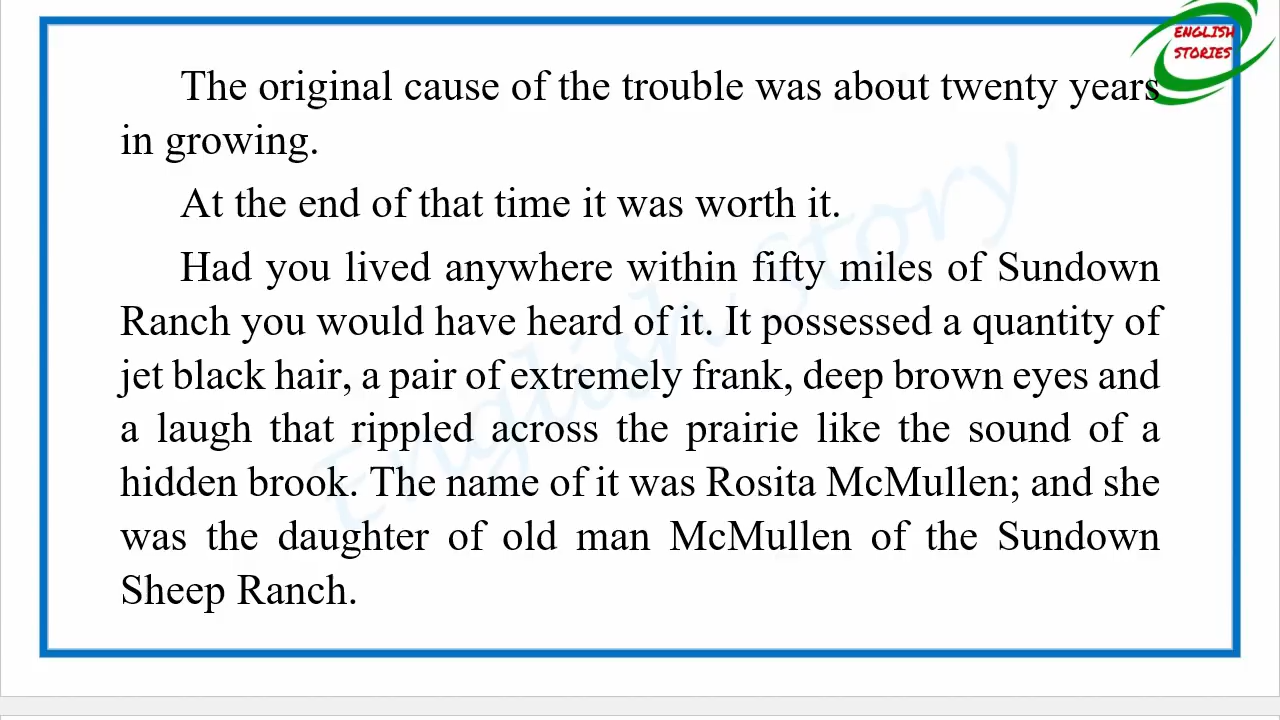 ENGLISH
STORIES
The original cause of the trouble was about twenty years
in growing.
At the end of that time it was worth it.
Had you lived anywhere within fifty miles of Sundown
Ranch you would have heard of it. It possessed a quantity of
jet black hair, a pair of extremely frank, deep brown eyes and
a laugh that rippled across the prairie like the sound of a
hidden brook. The name of it was Rosita McMullen; and she
was the daughter of old man McMullen of the Sundown
Sheep Ranch.
English Story